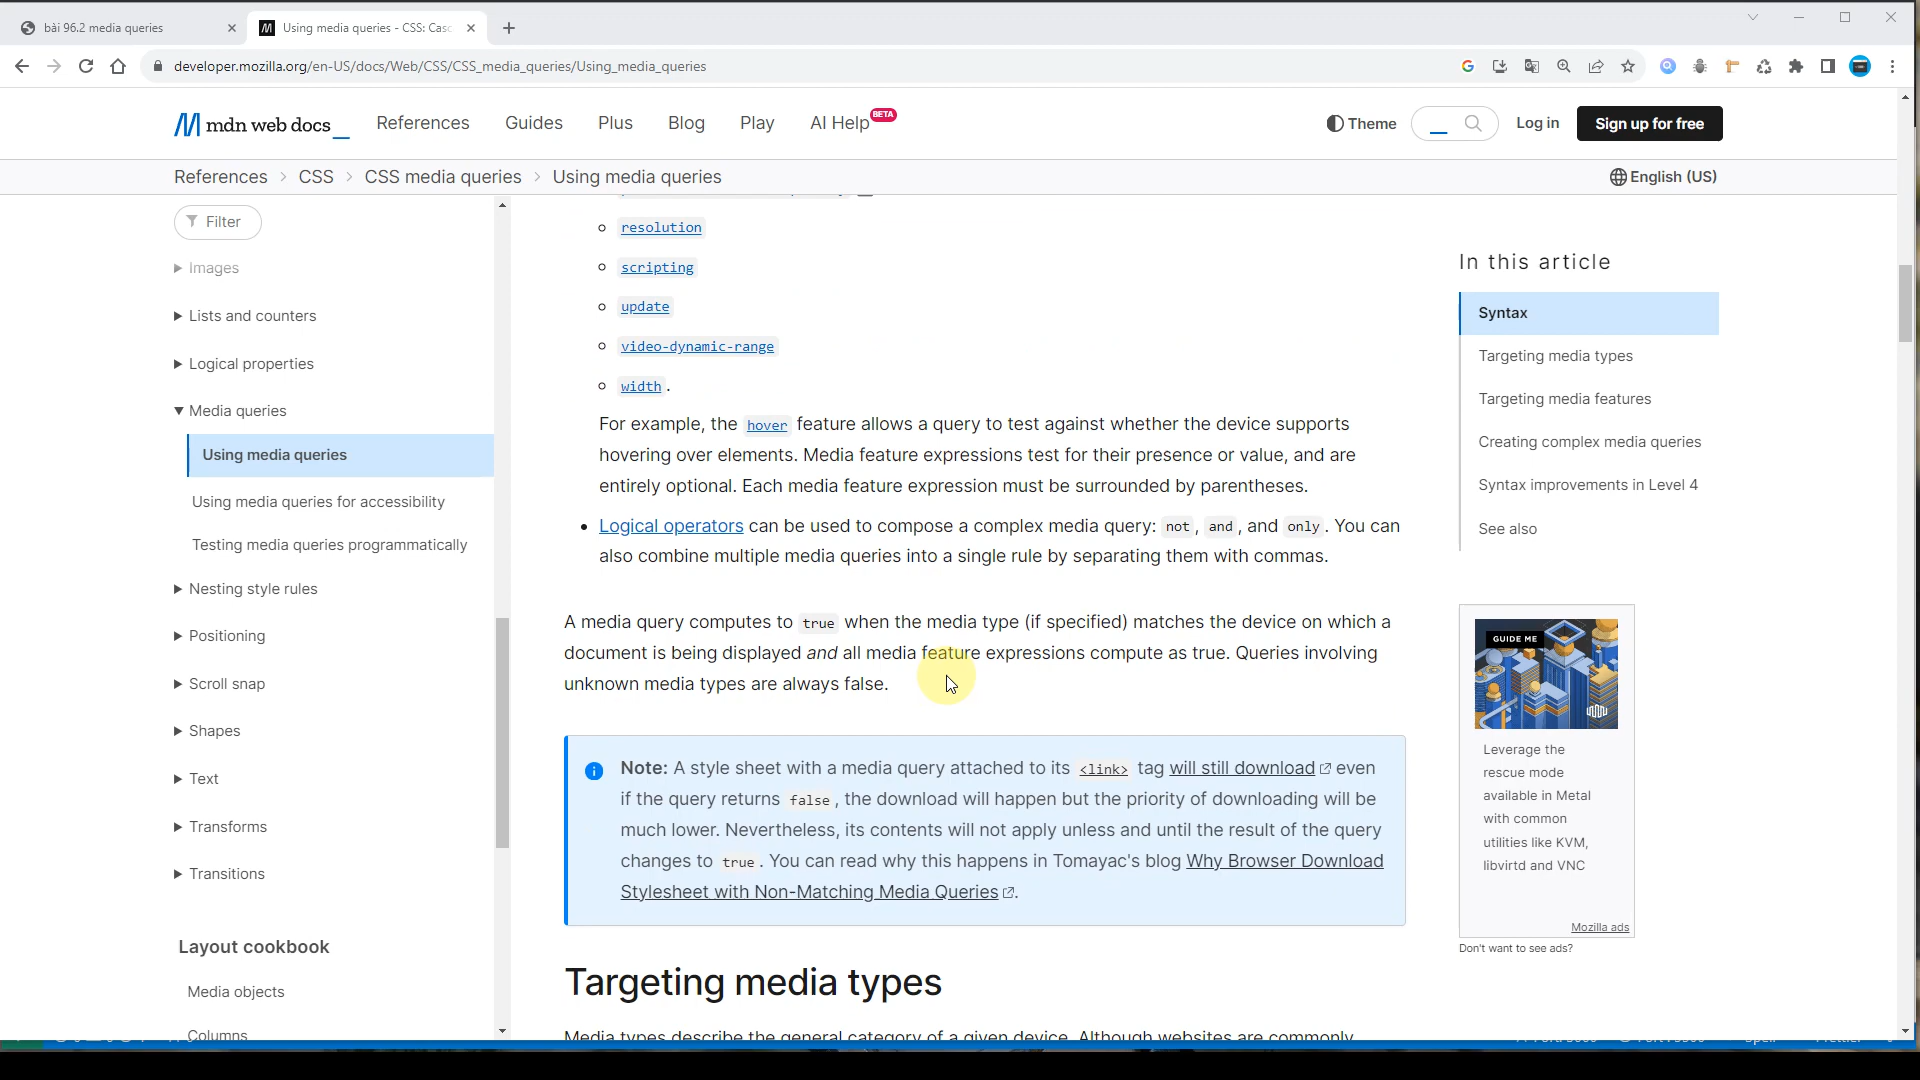 bài 96.2 media queries
Using media queries - CSS: Casc
developer.mozilla.org/en-US/docs/Web/CSS/CSS_media_queries/Using_media_queries
mdn web docs_
References
Guides
Plus
Blog
Play
AI Help
BETA
Theme
Log in
Sign up for free
References
CSS
CSS media queries
Using media queries
English (US)
Filter
Images
Lists and counters
Logical properties
Media queries
Using media queries
Using media queries for accessibility
Testing media queries programmatically
Nesting style rules
Positioning
Scroll snap
Shapes
Text
Transforms
Transitions
Layout cookbook
Media objects
Columns
resolution
scripting
update
video-dynamic-range
width.
For example, the hover feature allows a query to test against whether the device supports
hovering over elements. Media feature expressions test for their presence or value, and are
entirely optional. Each media feature expression must be surrounded by parentheses.
Logical operators can be used to compose a complex media query: not, and, and only. You can
also combine multiple media queries into a single rule by separating them with commas.
A media query computes to true when the media type (if specified) matches the device on which a
document is being displayed and all media feature expressions compute as true. Queries involving
unknown media types are always false.
Note: A style sheet with a media query attached to its <link> tag will still download even
if the query returns false, the download will happen but the priority of downloading will be
much lower. Nevertheless, its contents will not apply unless and until the result of the query
changes to true. You can read why this happens in Tomayac's blog Why Browser Download
Stylesheet with Non-Matching Media Queries.
Targeting media types
Media types describe the general category of a given device. Although websites are commonly
In this article
Syntax
Targeting media types
Targeting media features
Creating complex media queries
Syntax improvements in Level 4
See also
GUIDE ME
Leverage the
rescue mode
available in Metal
with common
utilities like KVM,
libvirtd and VNC
Mozilla ads
Don't want to see ads?